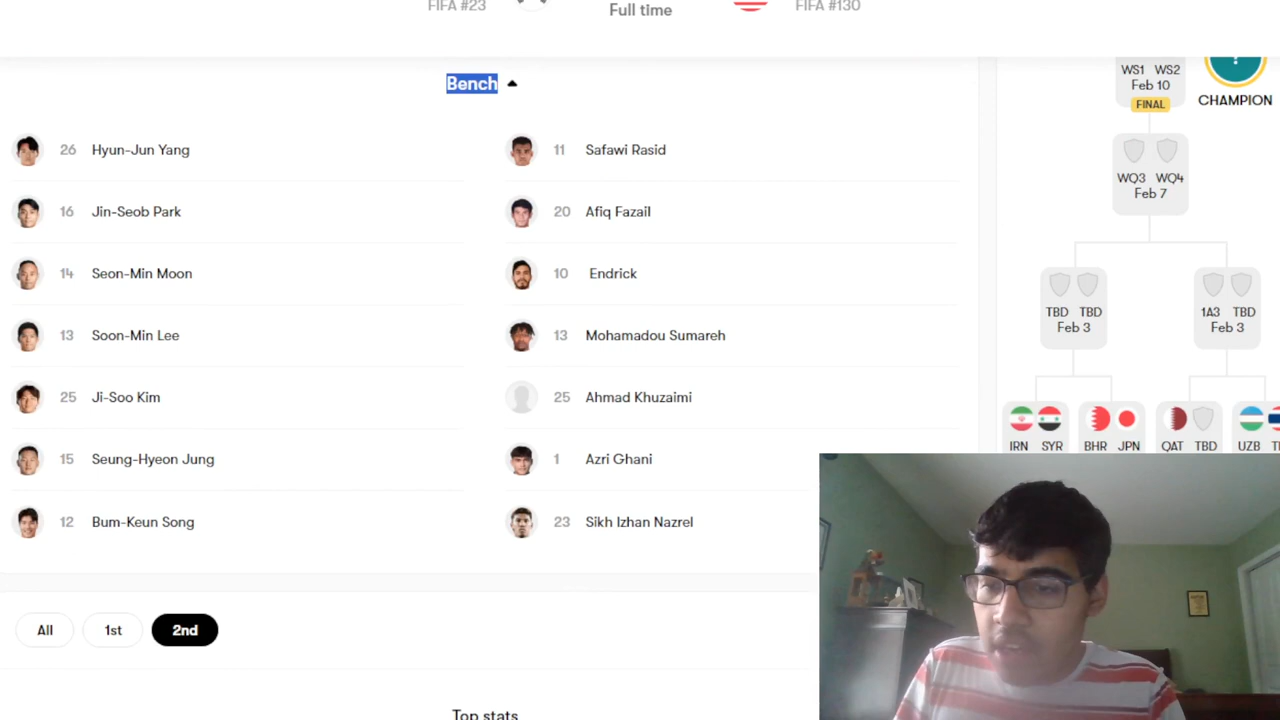 FIFA #23
Full time
FIFA #130
Bench
26 Hyun-Jun Yang
11 Safawi Rasid
16 Jin-Seob Park
20 Afiq Fazail
14 Seon-Min Moon
10 Endrick
13 Soon-Min Lee
13 Mohamadou Sumareh
25 Ji-Soo Kim
25 Ahmad Khuzaimi
15 Seung-Hyeon Jung
1 Azri Ghani
12 Bum-Keun Song
23 Sikh Izhan Nazrel
All
1st
2nd
Top stats
WS1 WS2
Feb 10
FINAL
CHAMPION
WQ3 WQ4
Feb 7
TBD TBD
Feb 3
1A3 TBD
Feb 3
IRN SYR
BHR JPN
QAT TBD
UZB